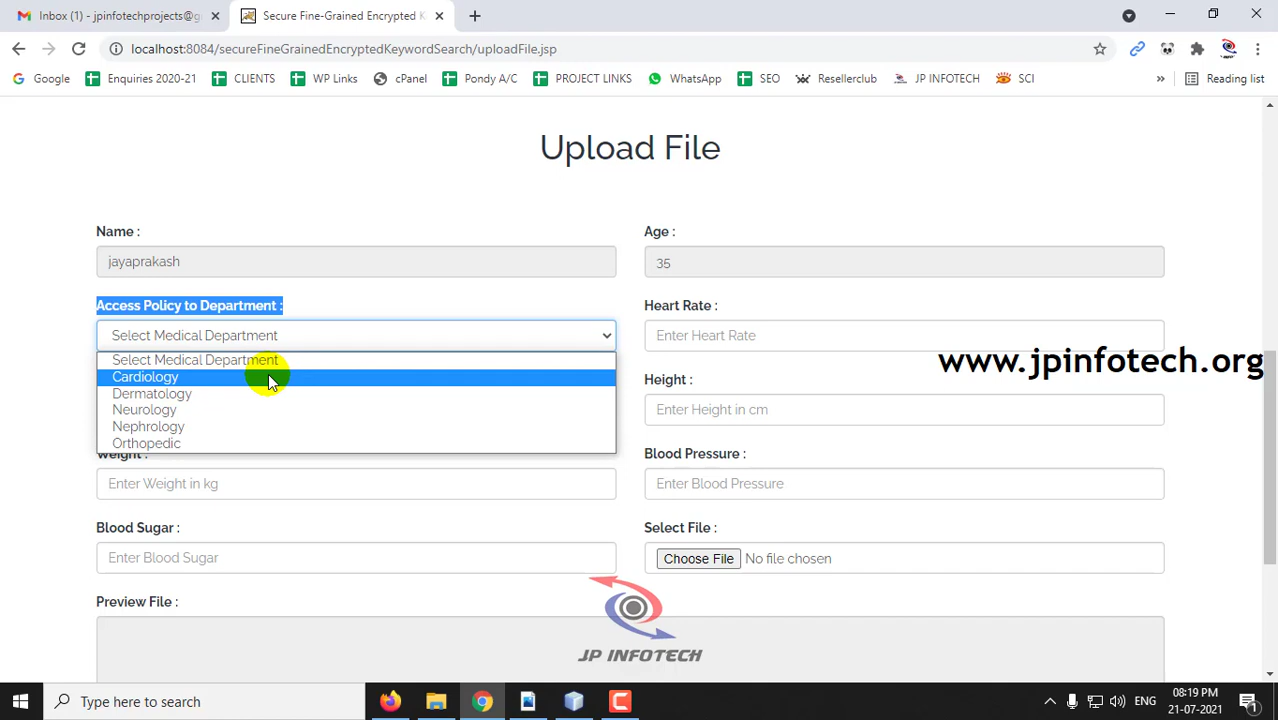 Inbox (1) - jpinfotechprojects@g
Secure Fine-Grained Encrypted K
localhost:8084/secureFineGrainedEncryptedKeywordSearch/uploadFile.jsp
Google Enquiries 2020-21 CLIENTS WP Links cPanel Pondy A/C PROJECT LINKS WhatsApp SEO Resellerclub JP INFOTECH SCI » Reading list
Upload File
Name : Age :
jayaprakash 35
Access Policy to Department : Heart Rate :
Select Medical Department Enter Heart Rate
Select Medical Department
www.jpinfotech.org
Cardiology Height :
Dermatology
Neurology Enter Height in cm
Nephrology
Orthopedic
Weight : Blood Pressure :
Enter Weight in kg Enter Blood Pressure
Blood Sugar : Select File :
Enter Blood Sugar Choose File No file chosen
Preview File :
JP INFOTECH
Type here to search ENG 08:19 PM
21-07-2021 1